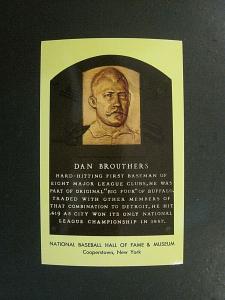 DAN BROUTHERS
HARD-HITTING FIRST BASEMAN OF
EIGHT MAJOR LEAGUE CLUBS, HE WAS
PART OF ORIGINAL "BIG FOUR" OF BUFFALO.
TRADED WITH OTHER MEMBERS OF
THAT COMBINATION TO DETROIT, HE HIT
.419 AS CITY WON ITS ONLY NATIONAL
LEAGUE CHAMPIONSHIP IN 1887.
NATIONAL BASEBALL HALL OF FAME & MUSEUM
Cooperstown, New York